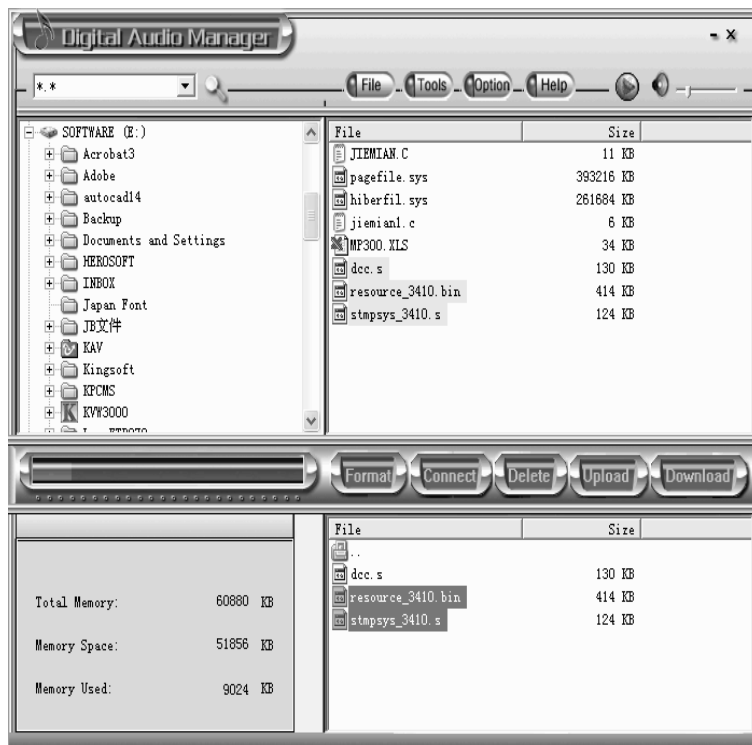 Digital Audio Manager
*.*
File Tools Option Help
SOFTWARE (E:)
Acrobat3
Adobe
autocad14
Backup
Documents and Settings
HEROSOFT
INBOX
Japan Font
JB文件
KAV
Kingsoft
KPCMS
KVW3000
File Size
JIEMIAN.C 11 KB
pagefile.sys 393216 KB
hiberfil.sys 261684 KB
jiemian1.c 6 KB
MP300.XLS 34 KB
dcc.s 130 KB
resource_3410.bin 414 KB
stmpsys_3410.s 124 KB
Format Connect Delete Upload Download
Total Memory: 60880 KB
Memory Space: 51856 KB
Memory Used: 9024 KB
File Size
..
dcc.s 130 KB
resource_3410.bin 414 KB
stmpsys_3410.s 124 KB